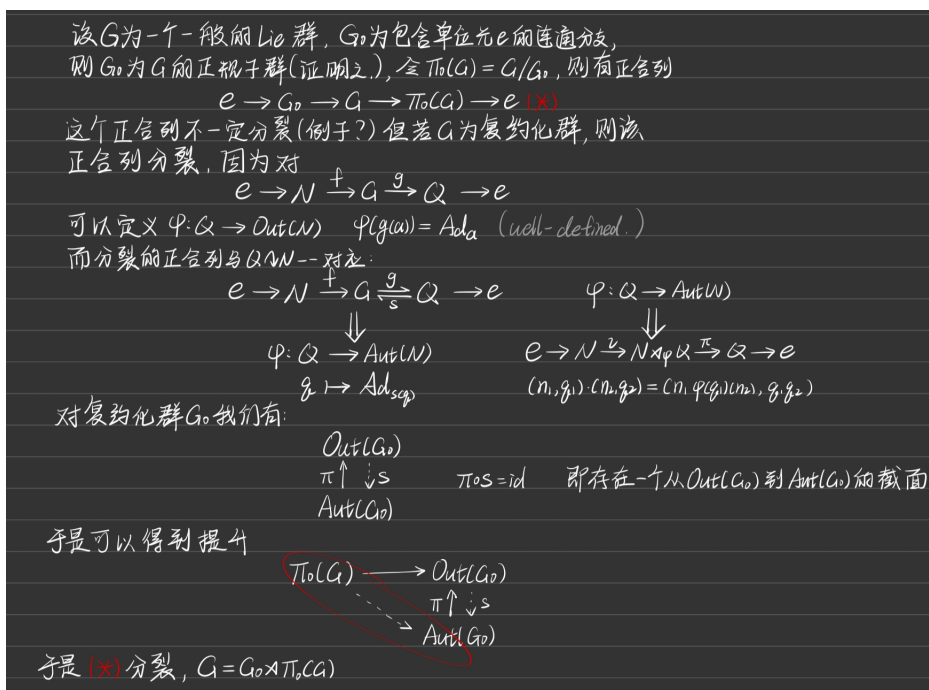 设G为一个一般的Lie群, G₀为包含单位元e的连通分支,
则G₀为G的正规子群(证明之), 令π₀(G) = G/G₀, 则有正合列
e → G₀ → G → π₀(G) → e (*)
这个正合列不一定分裂(例子?) 但若G为复约化群, 则该
正合列分裂, 因为对
e → N →f G →g Q → e
可以定义 φ: Q → Out(N) φ(g(a)) = Ad_a (well-defined.)
而分裂的正合列与Q↷N一一对应:
e → N →f G ⇄g s Q → e φ: Q → Aut(N)
⇓ ⇓
φ: Q → Aut(N) e → N →i N⋊φ Q →π Q → e
q ↦ Ad_s(q) (n₁,q₁)·(n₂,q₂) = (n₁ φ(q₁)(n₂), q₁q₂)
对复约化群G₀我们有:
Out(G₀)
π↑ ⇣s π∘s = id 即存在一个从Out(G₀)到Aut(G₀)的截面
Aut(G₀)
于是可以得到提升
π₀(G) → Out(G₀)
π↑ ⇣s
Aut(G₀)
于是(*)分裂, G = G₀⋊π₀(G)